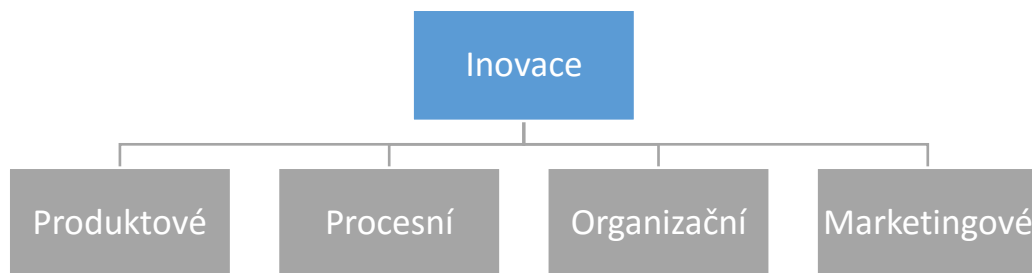 Inovace
Produktové
Procesní
Organizační
Marketingové